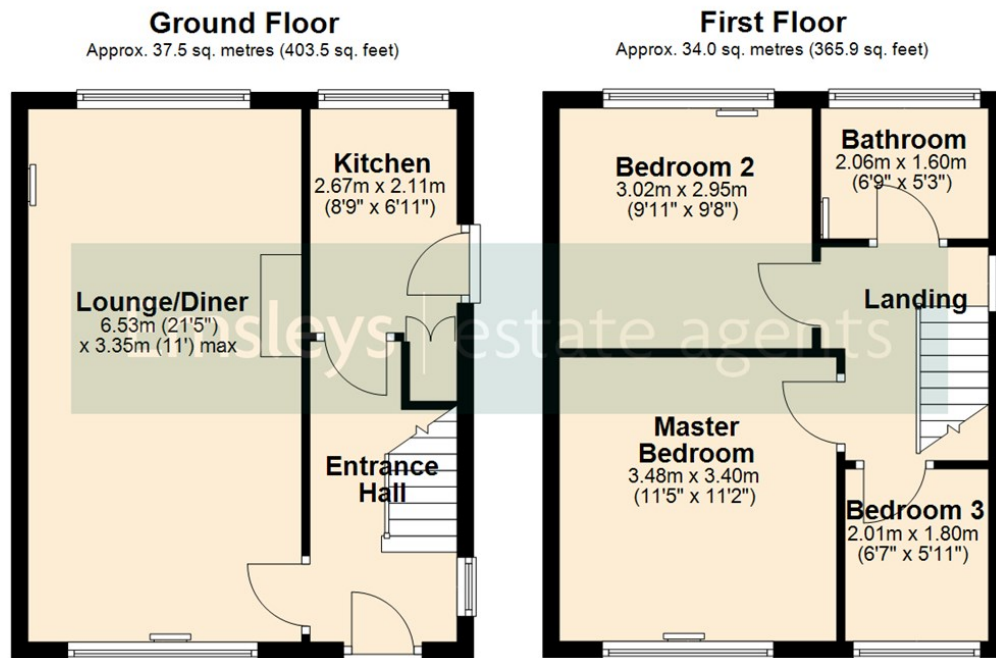 Ground Floor
Approx. 37.5 sq. metres (403.5 sq. feet)
Kitchen
2.67m x 2.11m
(8'9" x 6'11")
Lounge/Diner
6.53m (21'5")
x 3.35m (11') max
Entrance
Hall
First Floor
Approx. 34.0 sq. metres (365.9 sq. feet)
Bedroom 2
3.02m x 2.95m
(9'11" x 9'8")
Bathroom
2.06m x 1.60m
(6'9" x 5'3")
Landing
Master
Bedroom
3.48m x 3.40m
(11'5" x 11'2")
Bedroom 3
2.01m x 1.80m
(6'7" x 5'11")
estate agents